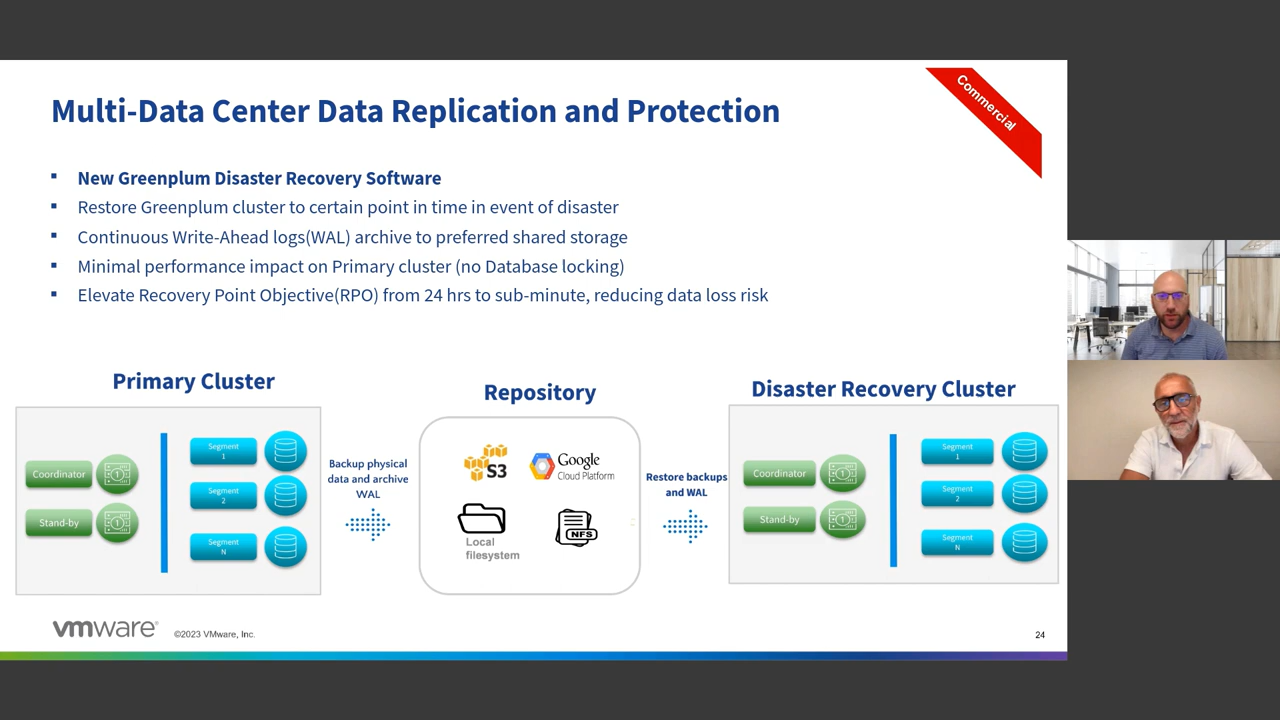 Multi-Data Center Data Replication and Protection
Commercial
New Greenplum Disaster Recovery Software
Restore Greenplum cluster to certain point in time in event of disaster
Continuous Write-Ahead logs(WAL) archive to preferred shared storage
Minimal performance impact on Primary cluster (no Database locking)
Elevate Recovery Point Objective(RPO) from 24 hrs to sub-minute, reducing data loss risk
Primary Cluster
Coordinator
1
Stand-by
1
Segment
1
Segment
2
Segment
N
Backup physical
data and archive
WAL
Repository
S3
Google
Cloud Platform
Local
filesystem
NFS
Restore backups
and WAL
Disaster Recovery Cluster
Coordinator
1
Stand-by
1
Segment
1
Segment
2
Segment
N
vmware®
©2023 VMware, Inc.
24